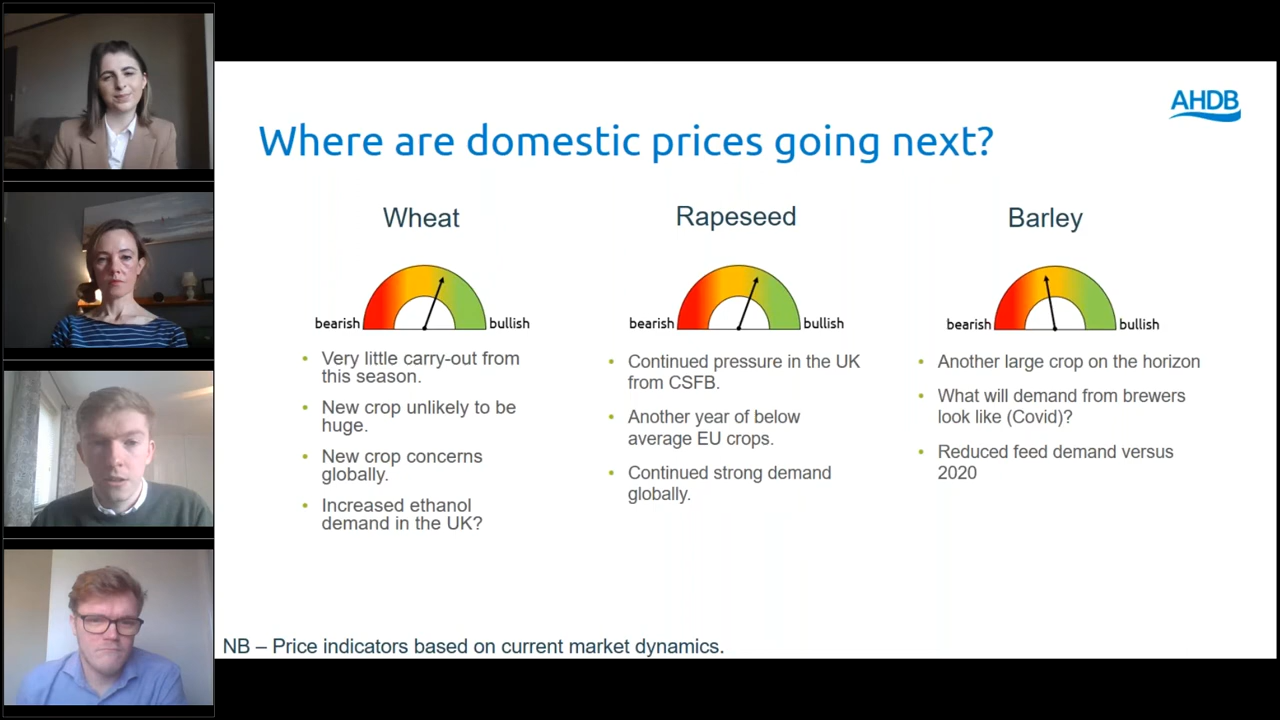 AHDB
Where are domestic prices going next?
Wheat
bearish
bullish
• Very little carry-out from
this season.
• New crop unlikely to be
huge.
• New crop concerns
globally.
• Increased ethanol
demand in the UK?
Rapeseed
bearish
bullish
• Continued pressure in the UK
from CSFB.
• Another year of below
average EU crops.
• Continued strong demand
globally.
Barley
bearish
bullish
• Another large crop on the horizon
• What will demand from brewers
look like (Covid)?
• Reduced feed demand versus
2020
NB – Price indicators based on current market dynamics.